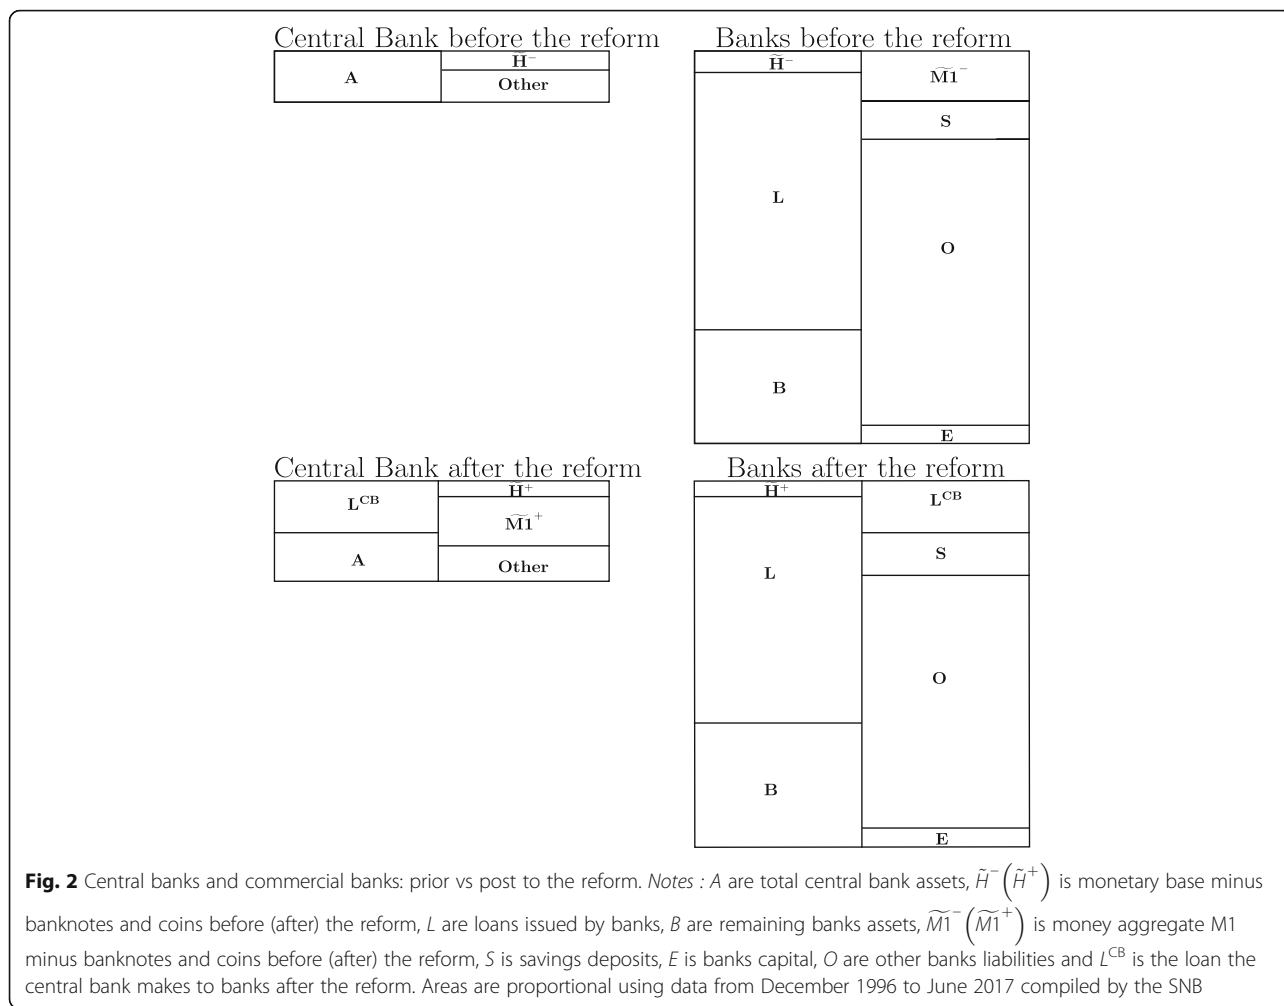 Central Bank before the reform
Banks before the reform
A
H̃⁻
Other
H̃⁻
L
B
M̃1⁻
S
O
E
Central Bank after the reform
Banks after the reform
Lᶜᴮ
A
H̃⁺
M̃1⁺
Other
H̃⁺
L
B
Lᶜᴮ
S
O
E
Fig. 2 Central banks and commercial banks: prior vs post to the reform. Notes : A are total central bank assets, H̃⁻(H̃⁺) is monetary base minus
banknotes and coins before (after) the reform, L are loans issued by banks, B are remaining banks assets, M̃1⁻(M̃1⁺) is money aggregate M1
minus banknotes and coins before (after) the reform, S is savings deposits, E is banks capital, O are other banks liabilities and Lᶜᴮ is the loan the
central bank makes to banks after the reform. Areas are proportional using data from December 1996 to June 2017 compiled by the SNB